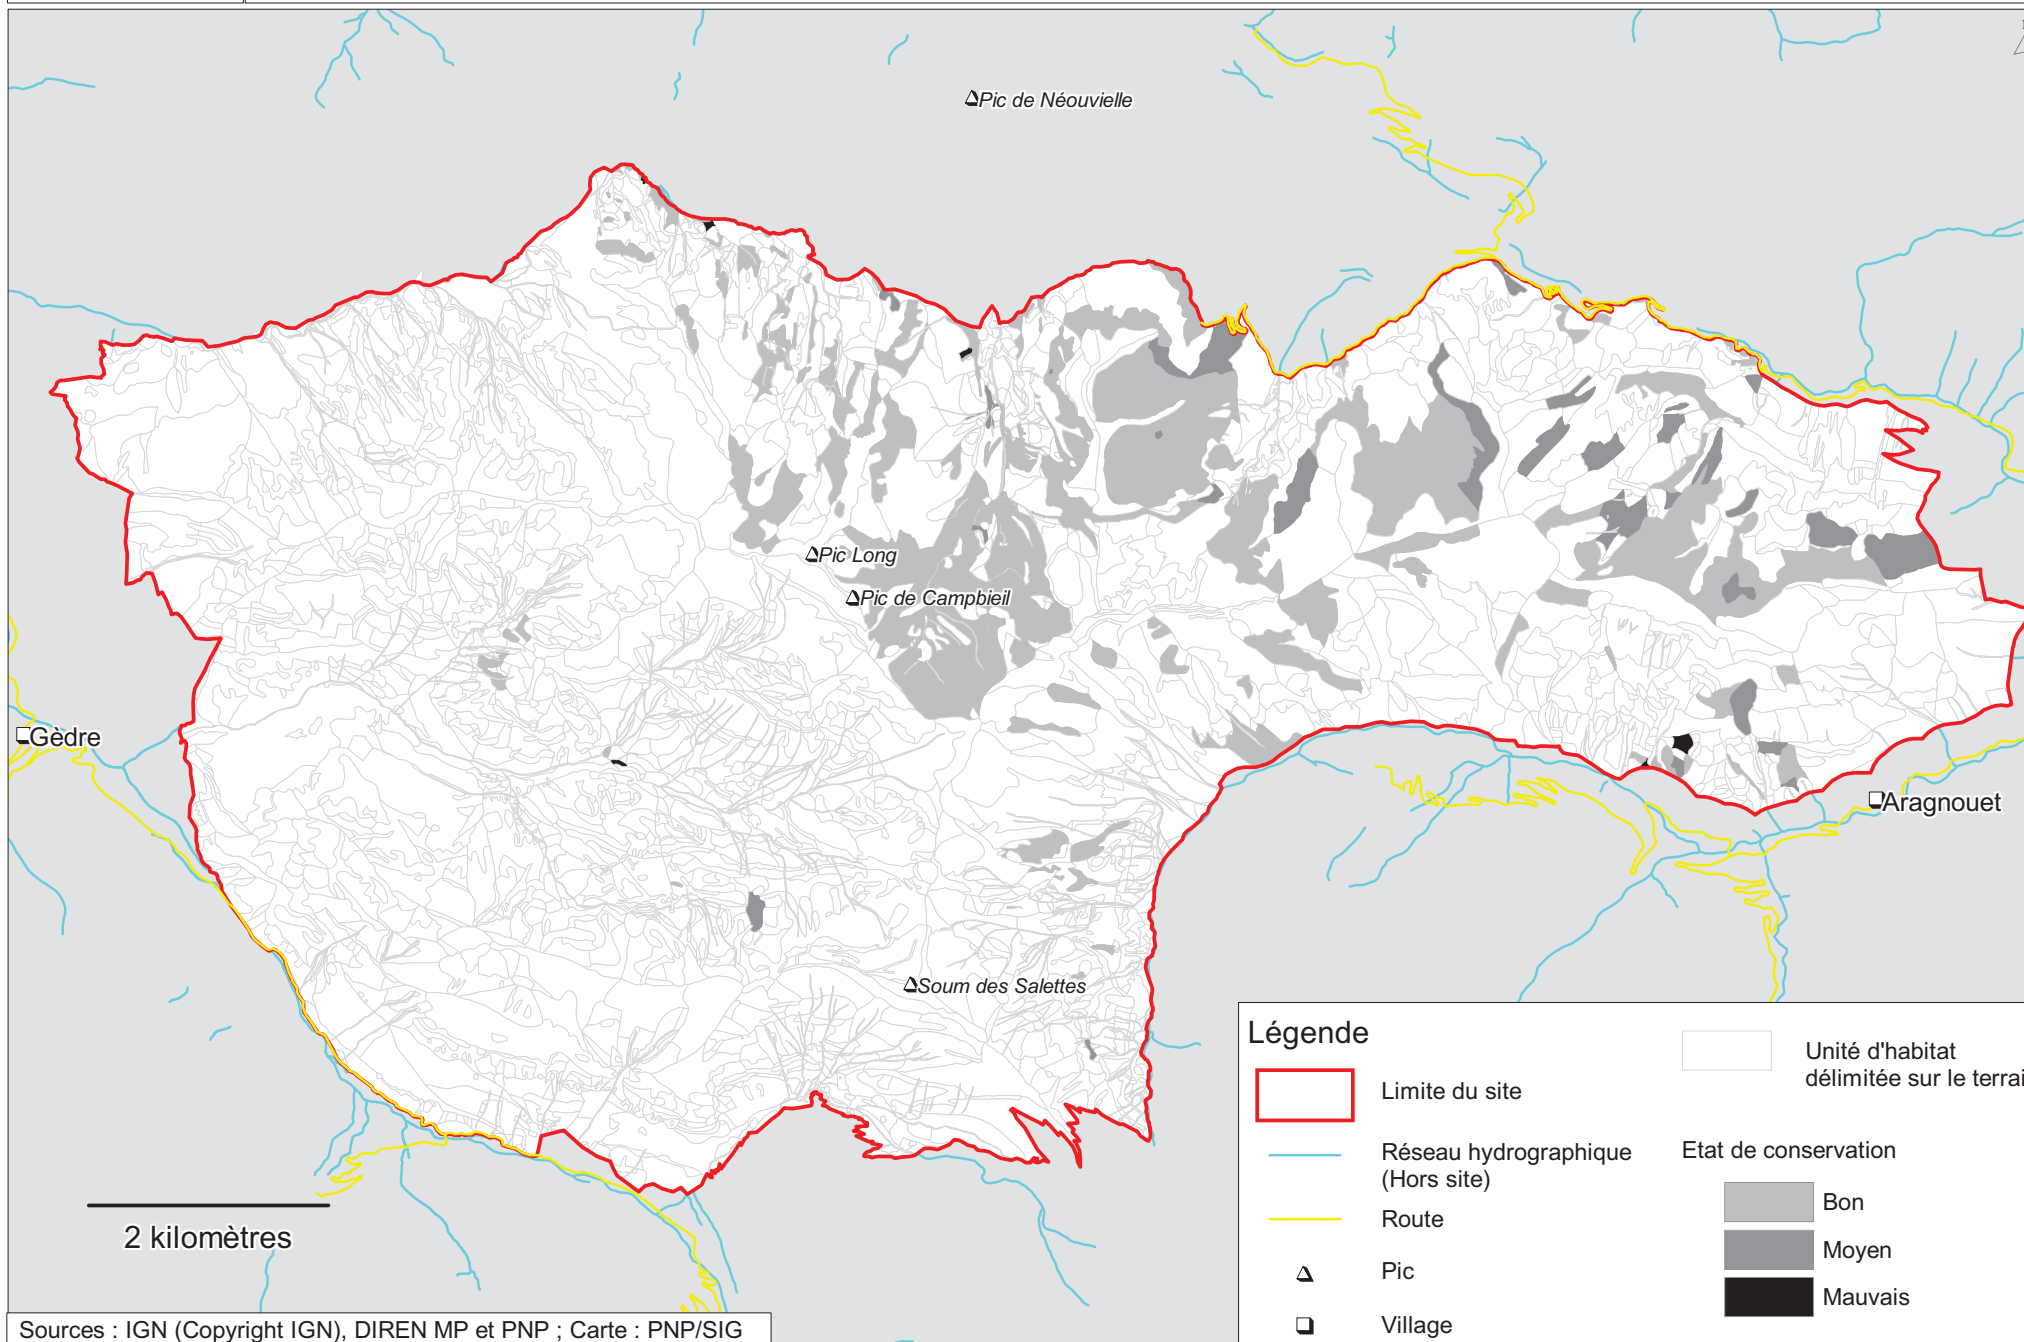 Pic de Néouvielle
Pic Long
Pic de Campbieil
Gèdre
Aragnouet
Soum des Salettes
Légende
Limite du site
Réseau hydrographique
(Hors site)
Route
Pic
Village
Unité d'habitat
délimitée sur le terrai
Etat de conservation
Bon
Moyen
Mauvais
2 kilomètres
Sources : IGN (Copyright IGN), DIREN MP et PNP ; Carte : PNP/SIG